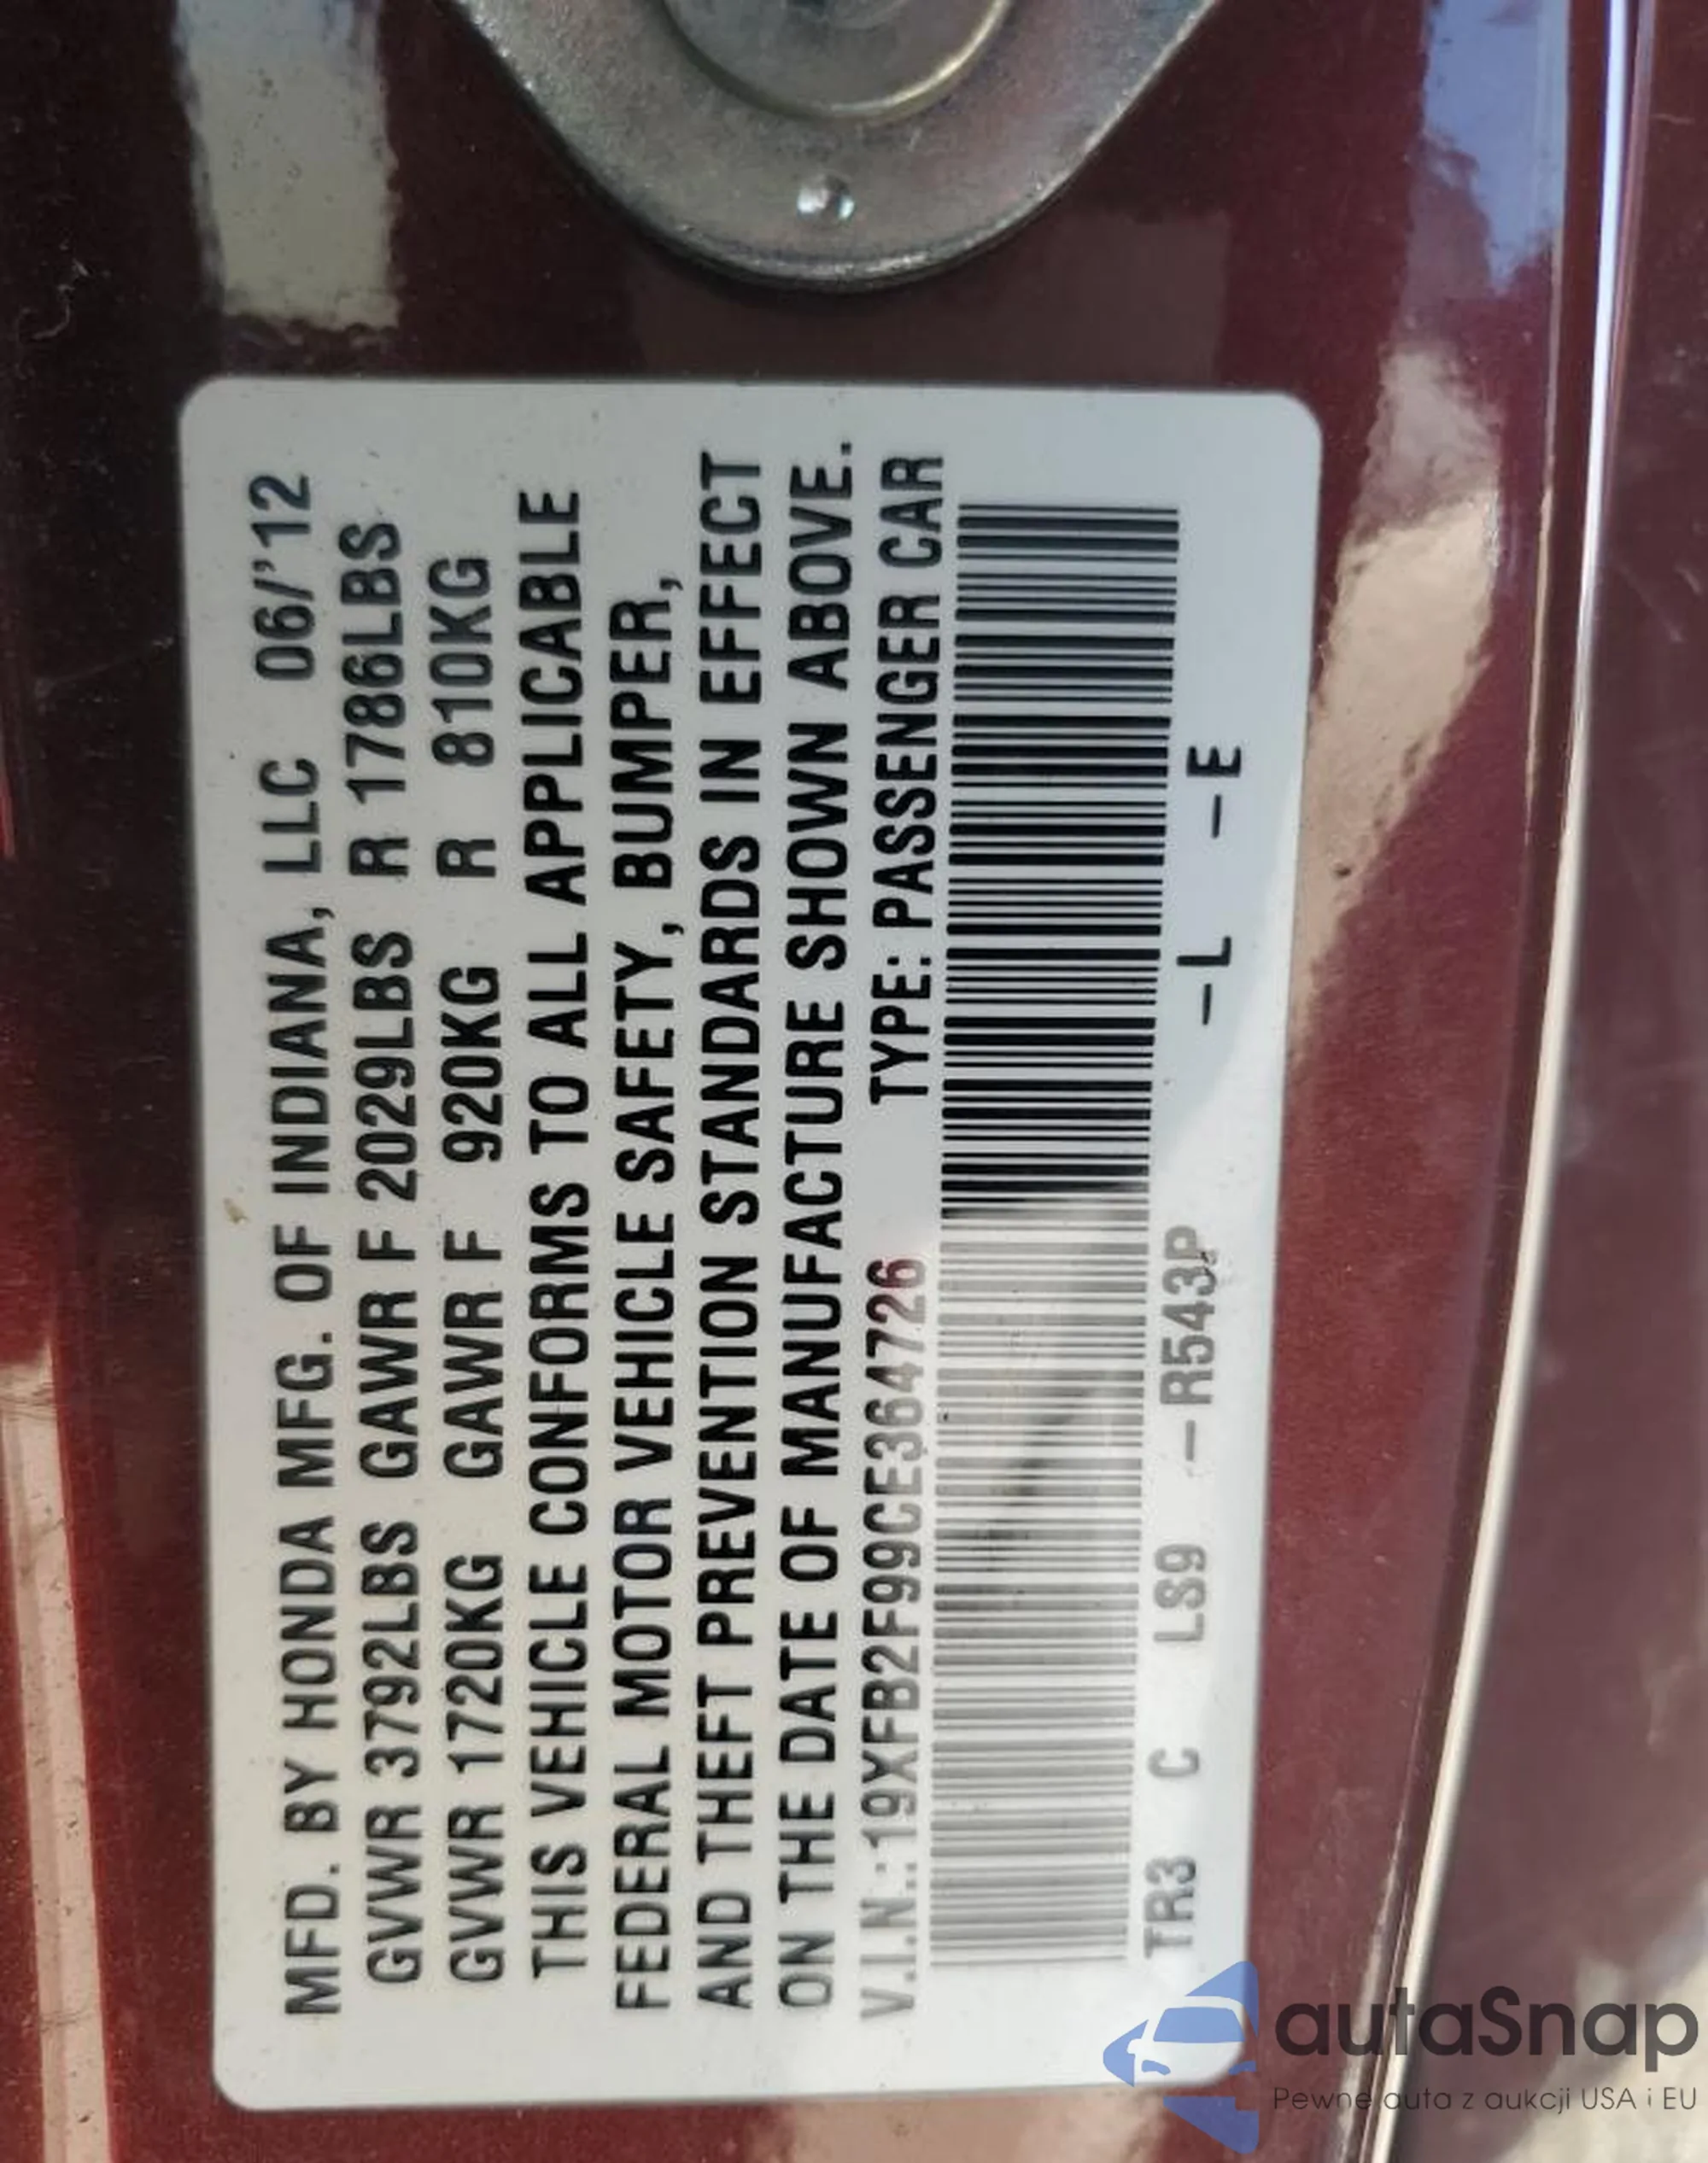 MFD. BY HONDA MFG. OF INDIANA, LLC 06/'12
GVWR 3792LBS GAWR F 2029LBS R 1786LBS
GVWR 1720KG GAWR F 920KG R 810KG
THIS VEHICLE CONFORMS TO ALL APPLICABLE
FEDERAL MOTOR VEHICLE SAFETY, BUMPER,
AND THEFT PREVENTION STANDARDS IN EFFECT
ON THE DATE OF MANUFACTURE SHOWN ABOVE.
V.I.N.:19XFB2F99CE364726 TYPE: PASSENGER CAR
TR3 C LS9 –R543P –L –E
autaSnap
Pewne auta z aukcji USA i EU